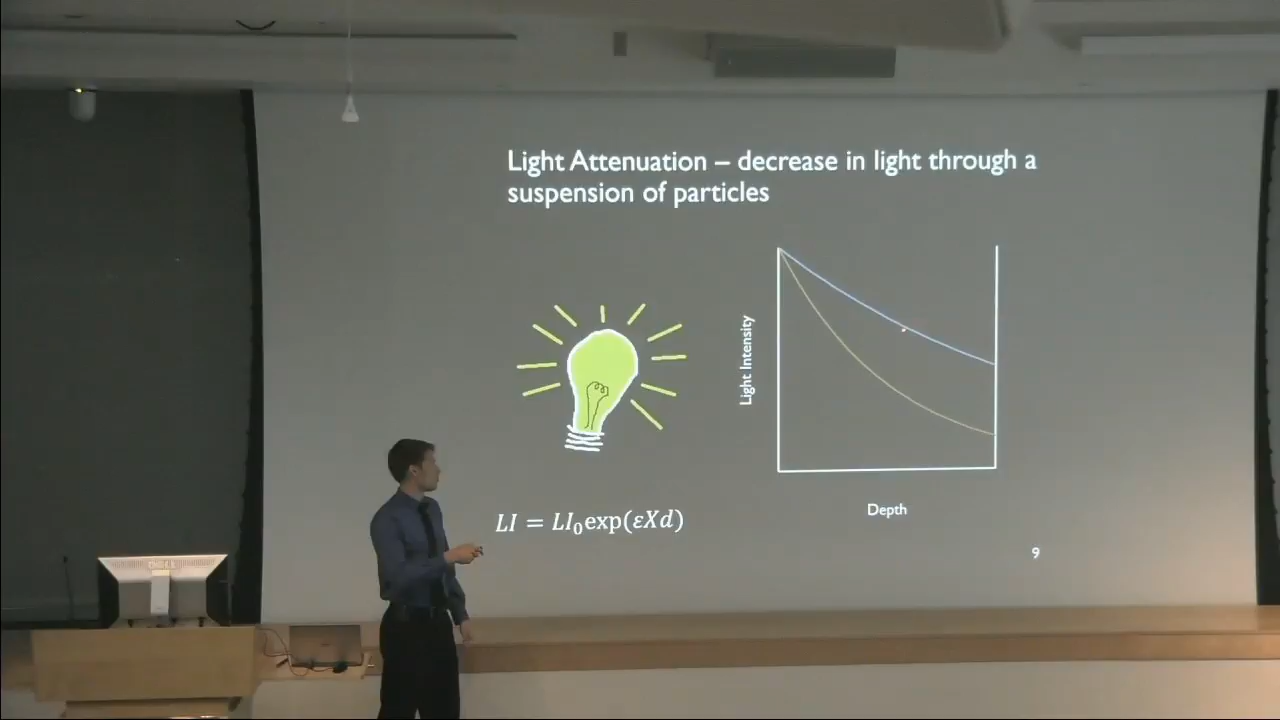 Light Attenuation – decrease in light through a
suspension of particles
Light Intensity
Depth
LI = LI₀exp(εXd)
9